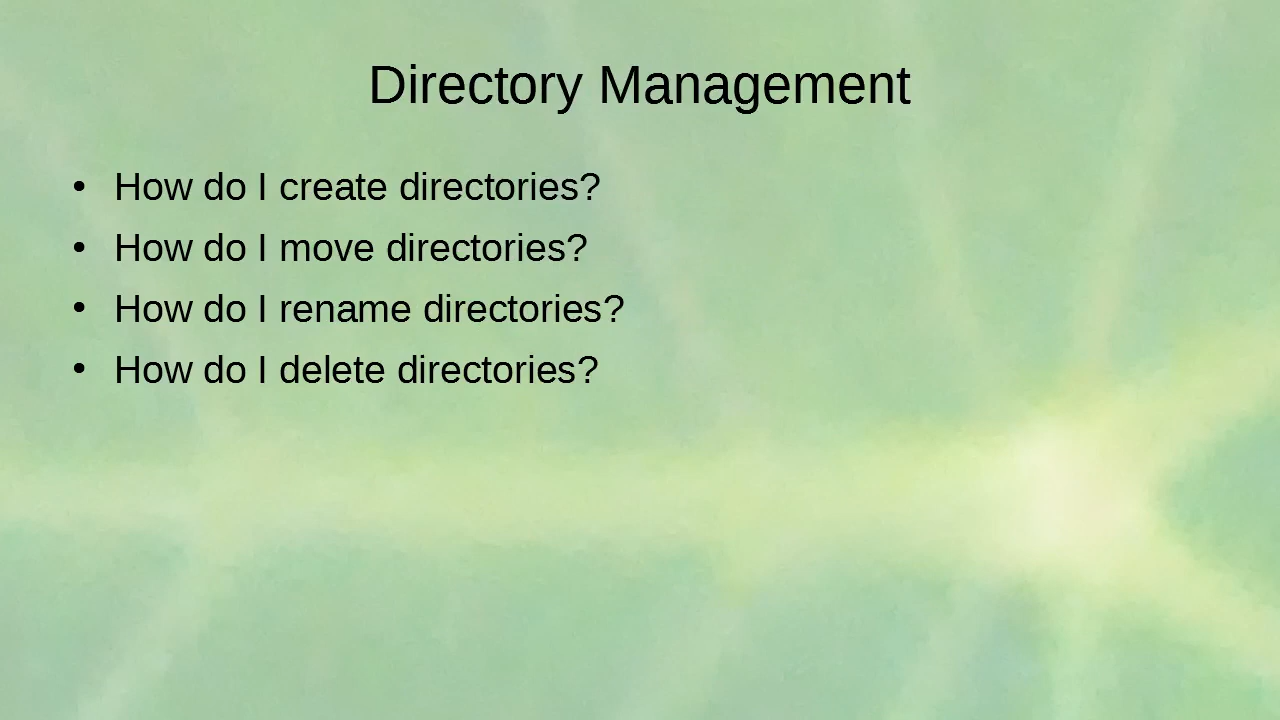 Directory Management
• How do I create directories?
• How do I move directories?
• How do I rename directories?
• How do I delete directories?